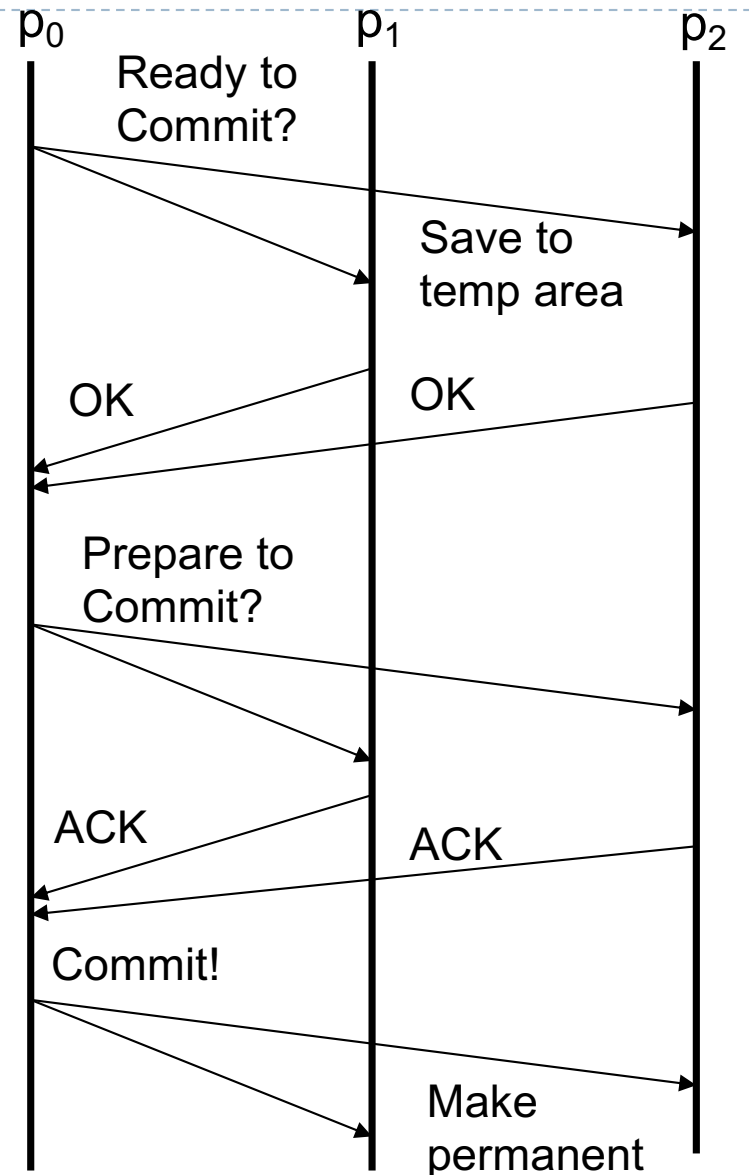 p₀ p₁ p₂
Ready to
Commit?
Save to
temp area
OK
OK
Prepare to
Commit?
ACK
ACK
Commit!
Make
permanent